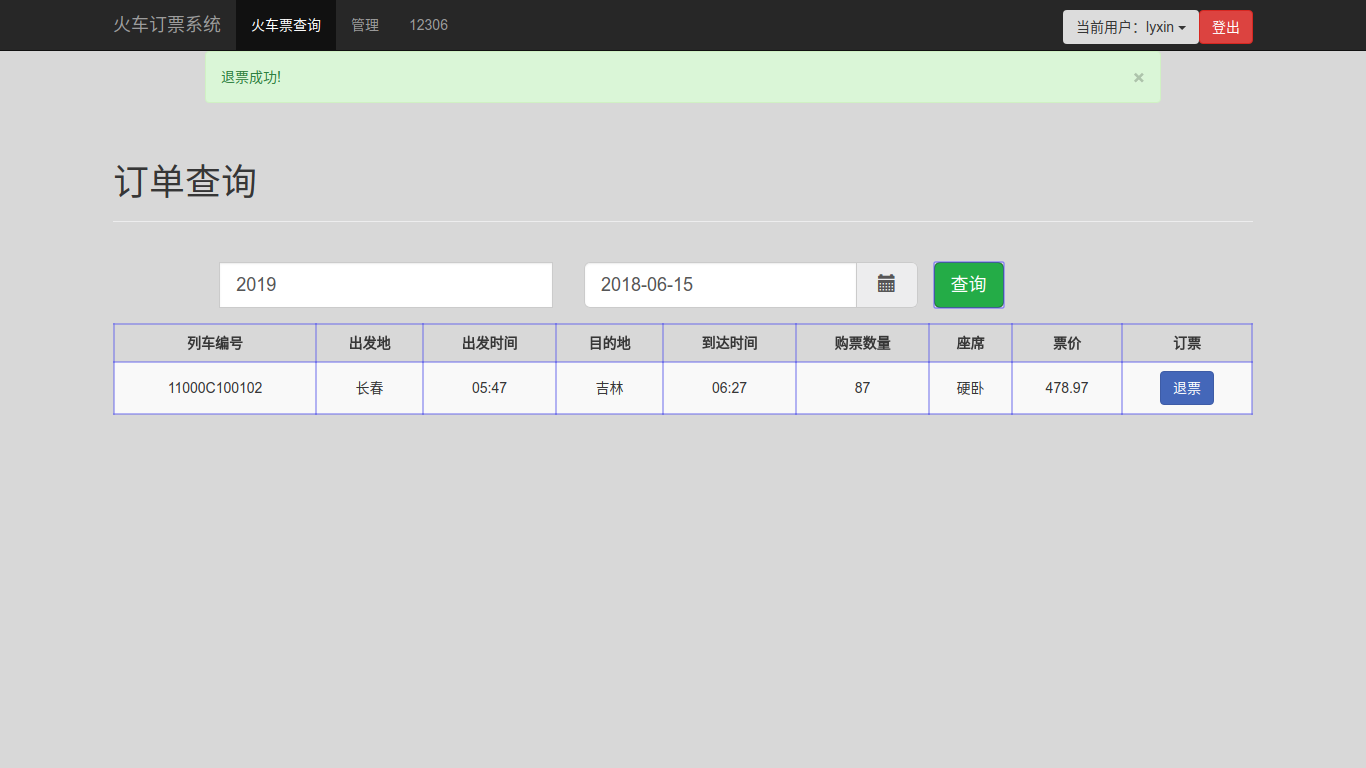 火车订票系统 火车票查询 管理 12306 当前用户：lyxin 登出
退票成功! ×
订单查询
2019 2018-06-15 查询
列车编号 出发地 出发时间 目的地 到达时间 购票数量 座席 票价 订票
11000C100102 长春 05:47 吉林 06:27 87 硬卧 478.97 退票